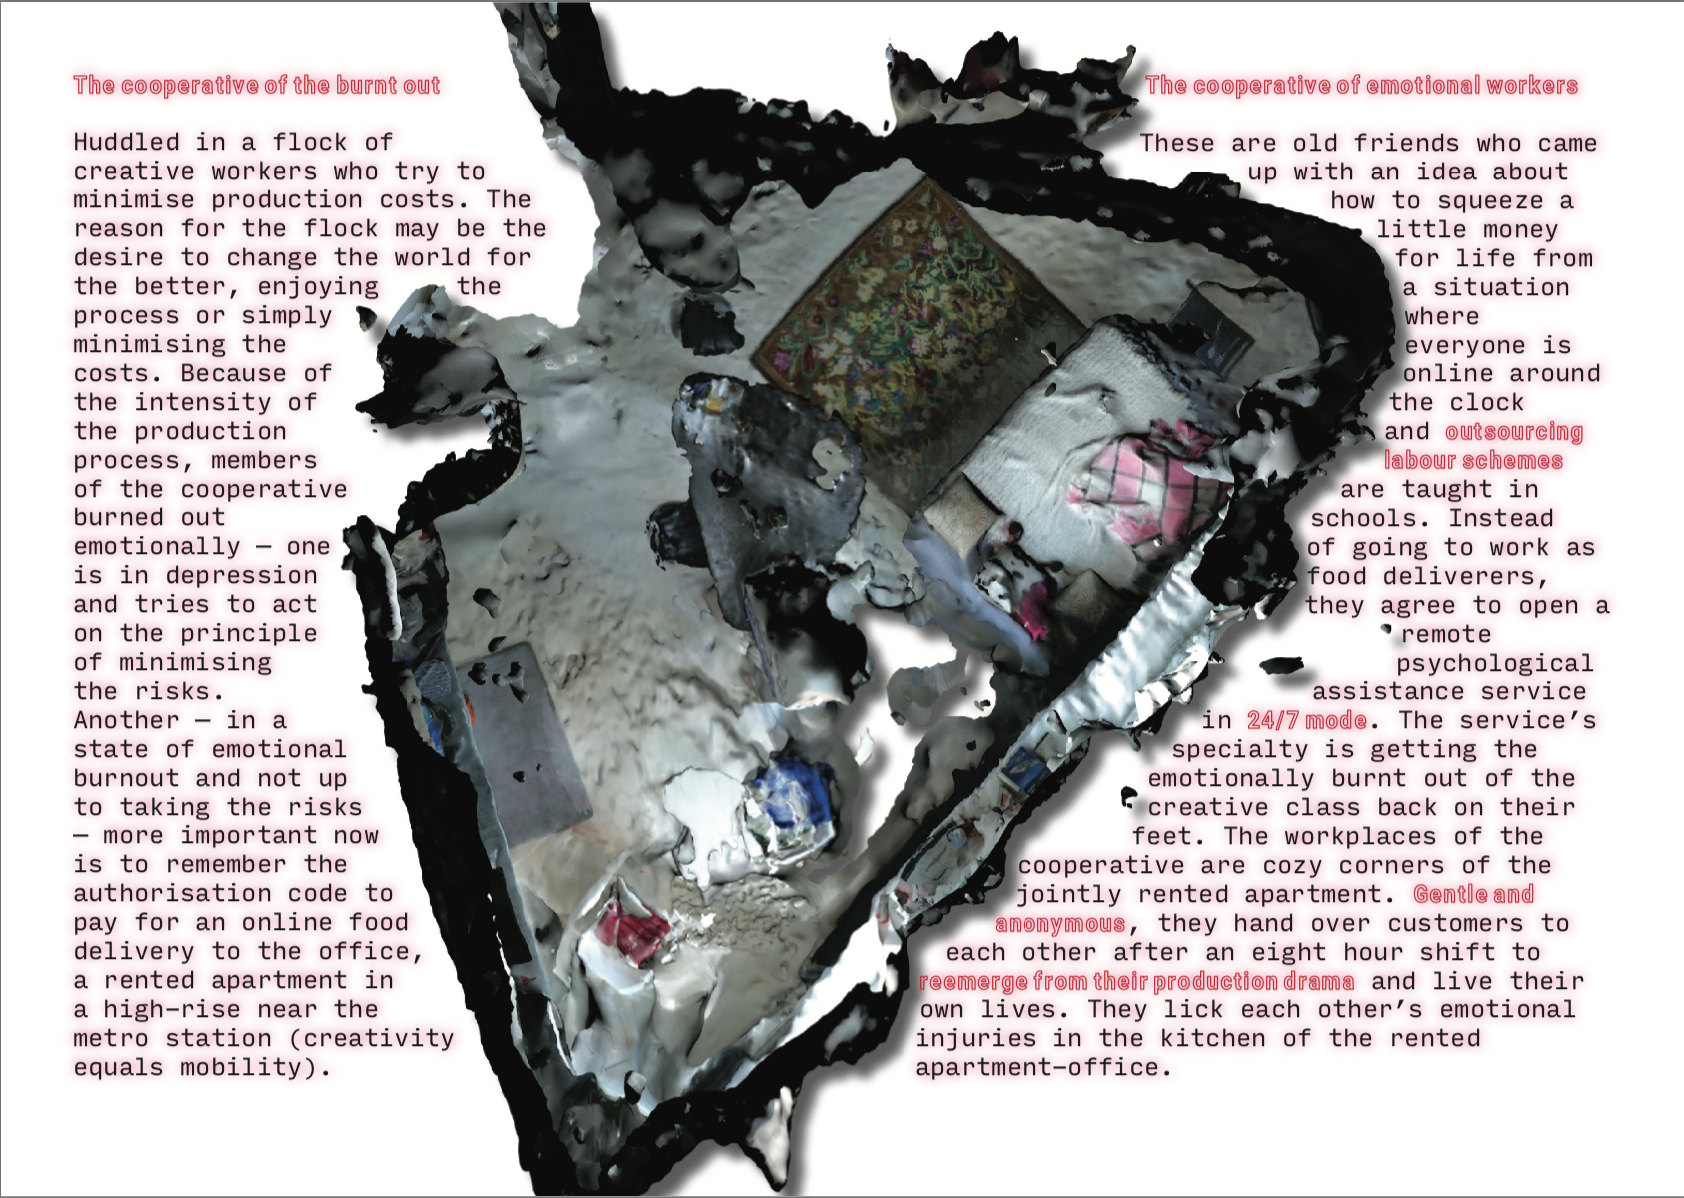 The cooperative of the burnt out
Huddled in a flock of
creative workers who try to
minimise production costs. The
reason for the flock may be the
desire to change the world for
the better, enjoying the
process or simply
minimising the
costs. Because of
the intensity of
the production
process, members
of the cooperative
burned out
emotionally — one
is in depression
and tries to act
on the principle
of minimising
the risks.
Another — in a
state of emotional
burnout and not up
to taking the risks
— more important now
is to remember the
authorisation code to
pay for an online food
delivery to the office,
a rented apartment in
a high-rise near the
metro station (creativity
equals mobility).
The cooperative of emotional workers
These are old friends who came
up with an idea about
how to squeeze a
little money
for life from
a situation
where
everyone is
online around
the clock
and outsourcing
labour schemes
are taught in
schools. Instead
of going to work as
food deliverers,
they agree to open a
remote
psychological
assistance service
in 24/7 mode. The service’s
specialty is getting the
emotionally burnt out of the
creative class back on their
feet. The workplaces of the
cooperative are cozy corners of the
jointly rented apartment. Gentle and
anonymous, they hand over customers to
each other after an eight hour shift to
reemerge from their production drama and live their
own lives. They lick each other’s emotional
injuries in the kitchen of the rented
apartment-office.